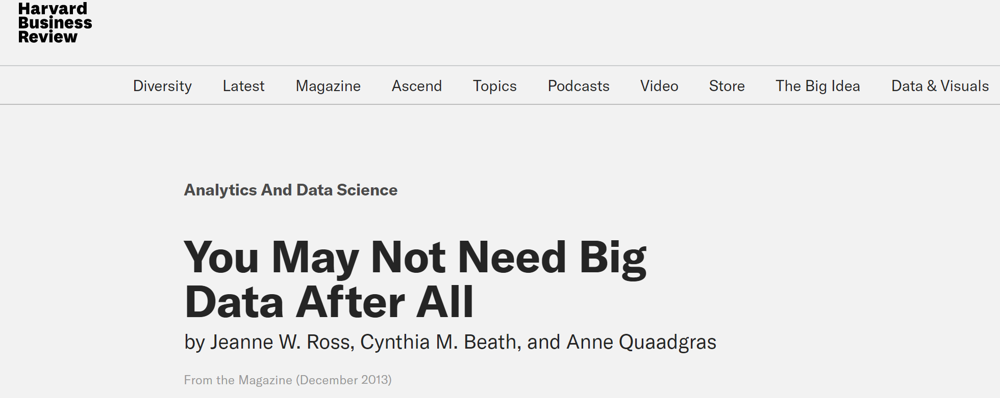 Harvard
Business
Review
Diversity Latest Magazine Ascend Topics Podcasts Video Store The Big Idea Data & Visuals
Analytics And Data Science
You May Not Need Big
Data After All
by Jeanne W. Ross, Cynthia M. Beath, and Anne Quaadgras
From the Magazine (December 2013)